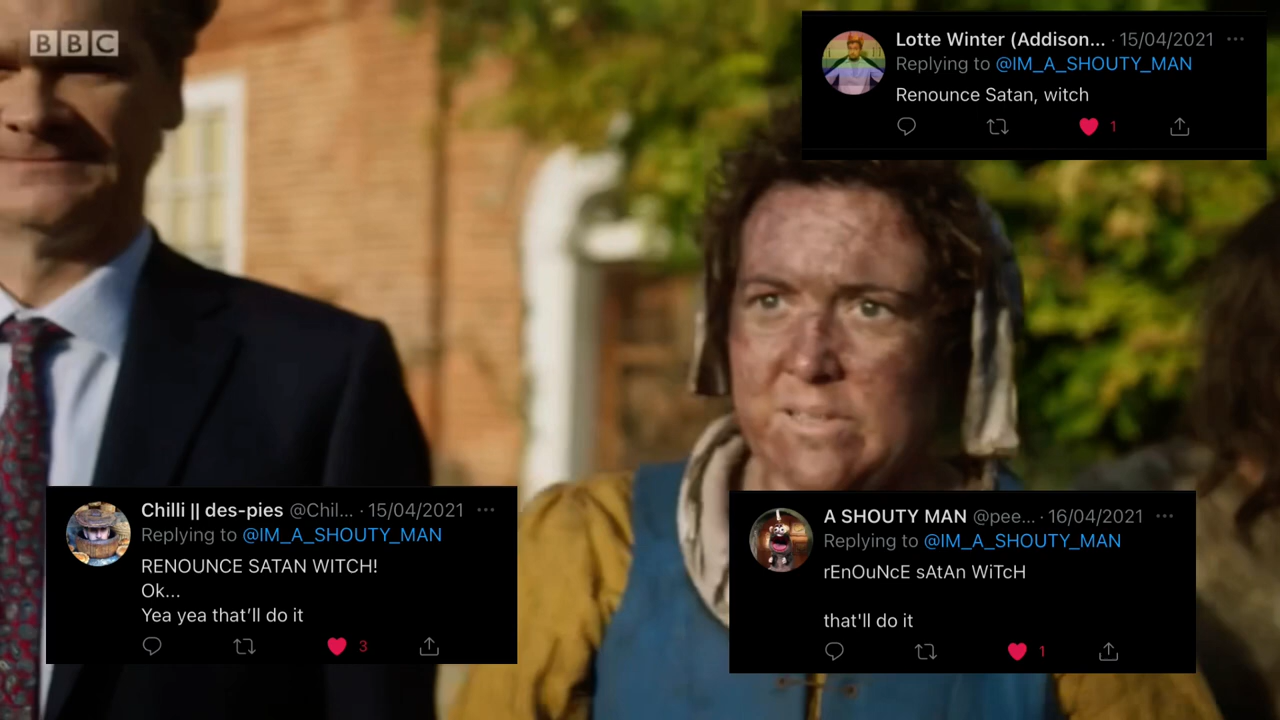 BBC
Lotte Winter (Addison... · 15/04/2021 ···
Replying to @IM_A_SHOUTY_MAN
Renounce Satan, witch
1
Chilli || des-pies @Chil... · 15/04/2021 ···
Replying to @IM_A_SHOUTY_MAN
RENOUNCE SATAN WITCH!
Ok...
Yea yea that’ll do it
3
A SHOUTY MAN @pee... · 16/04/2021 ···
Replying to @IM_A_SHOUTY_MAN
rEnOuNcE sAtAn WiTcH
that'll do it
1